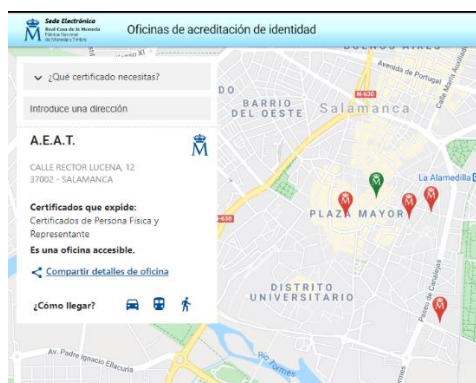 Sede Electrónica
Real Casa de la Moneda
Fábrica Nacional
de Moneda y Timbre
Oficinas de acreditación de identidad
BUENOS AIRES
¿Qué certificado necesitas?
Avenida de Portugal
N-630
Introduce una dirección
BARRIO
DEL OESTE
Salamanca
A.E.A.T.
CALLE RECTOR LUCENA, 12
37002 - SALAMANCA
La Alamedilla
Certificados que expide:
Certificados de Persona Física y
Representante
PLAZA MAYOR
Es una oficina accesible.
Compartir detalles de oficina
DISTRITO
UNIVERSITARIO
¿Cómo llegar?
Paseo de Canalejas
Av. Padre Ignacio Ellacuría
Río Tormes